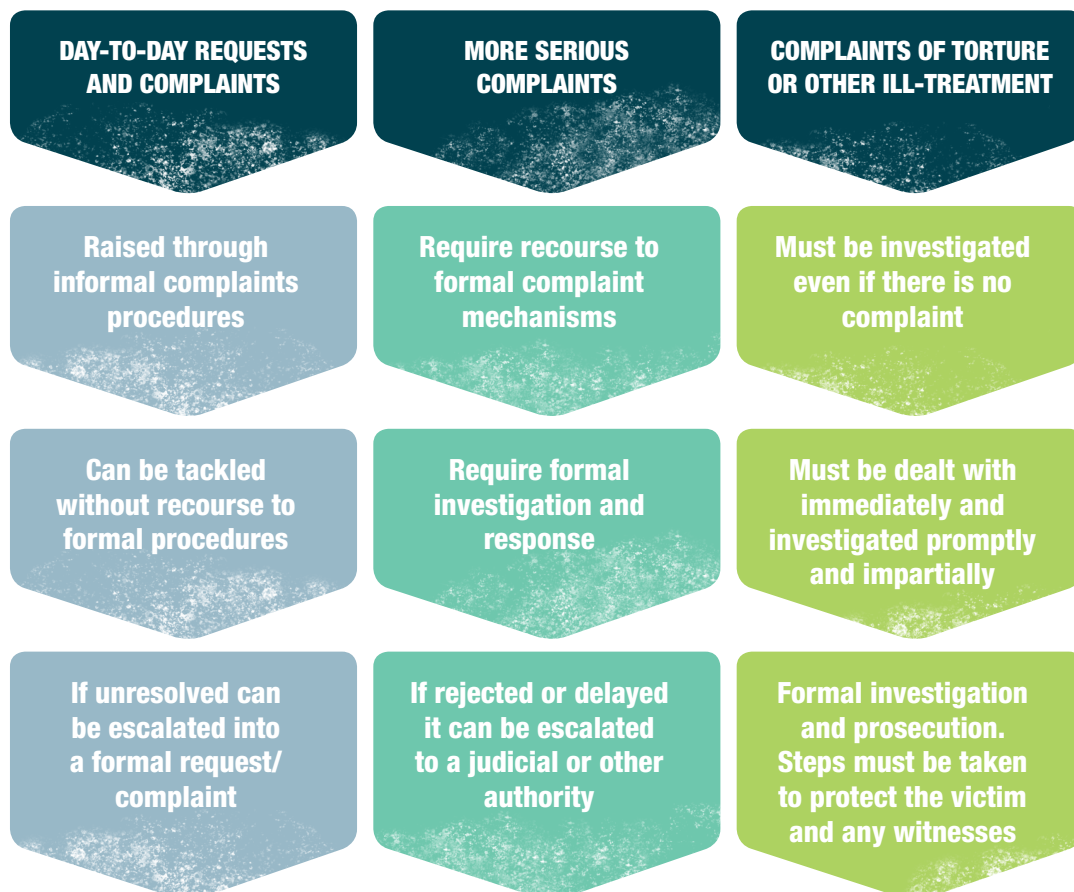 DAY-TO-DAY REQUESTS
AND COMPLAINTS
Raised through
informal complaints
procedures
Can be tackled
without recourse to
formal procedures
If unresolved can
be escalated into
a formal request/
complaint
MORE SERIOUS
COMPLAINTS
Require recourse to
formal complaint
mechanisms
Require formal
investigation and
response
If rejected or delayed
it can be escalated
to a judicial or other
authority
COMPLAINTS OF TORTURE
OR OTHER ILL-TREATMENT
Must be investigated
even if there is no
complaint
Must be dealt with
immediately and
investigated promptly
and impartially
Formal investigation
and prosecution.
Steps must be taken
to protect the victim
and any witnesses